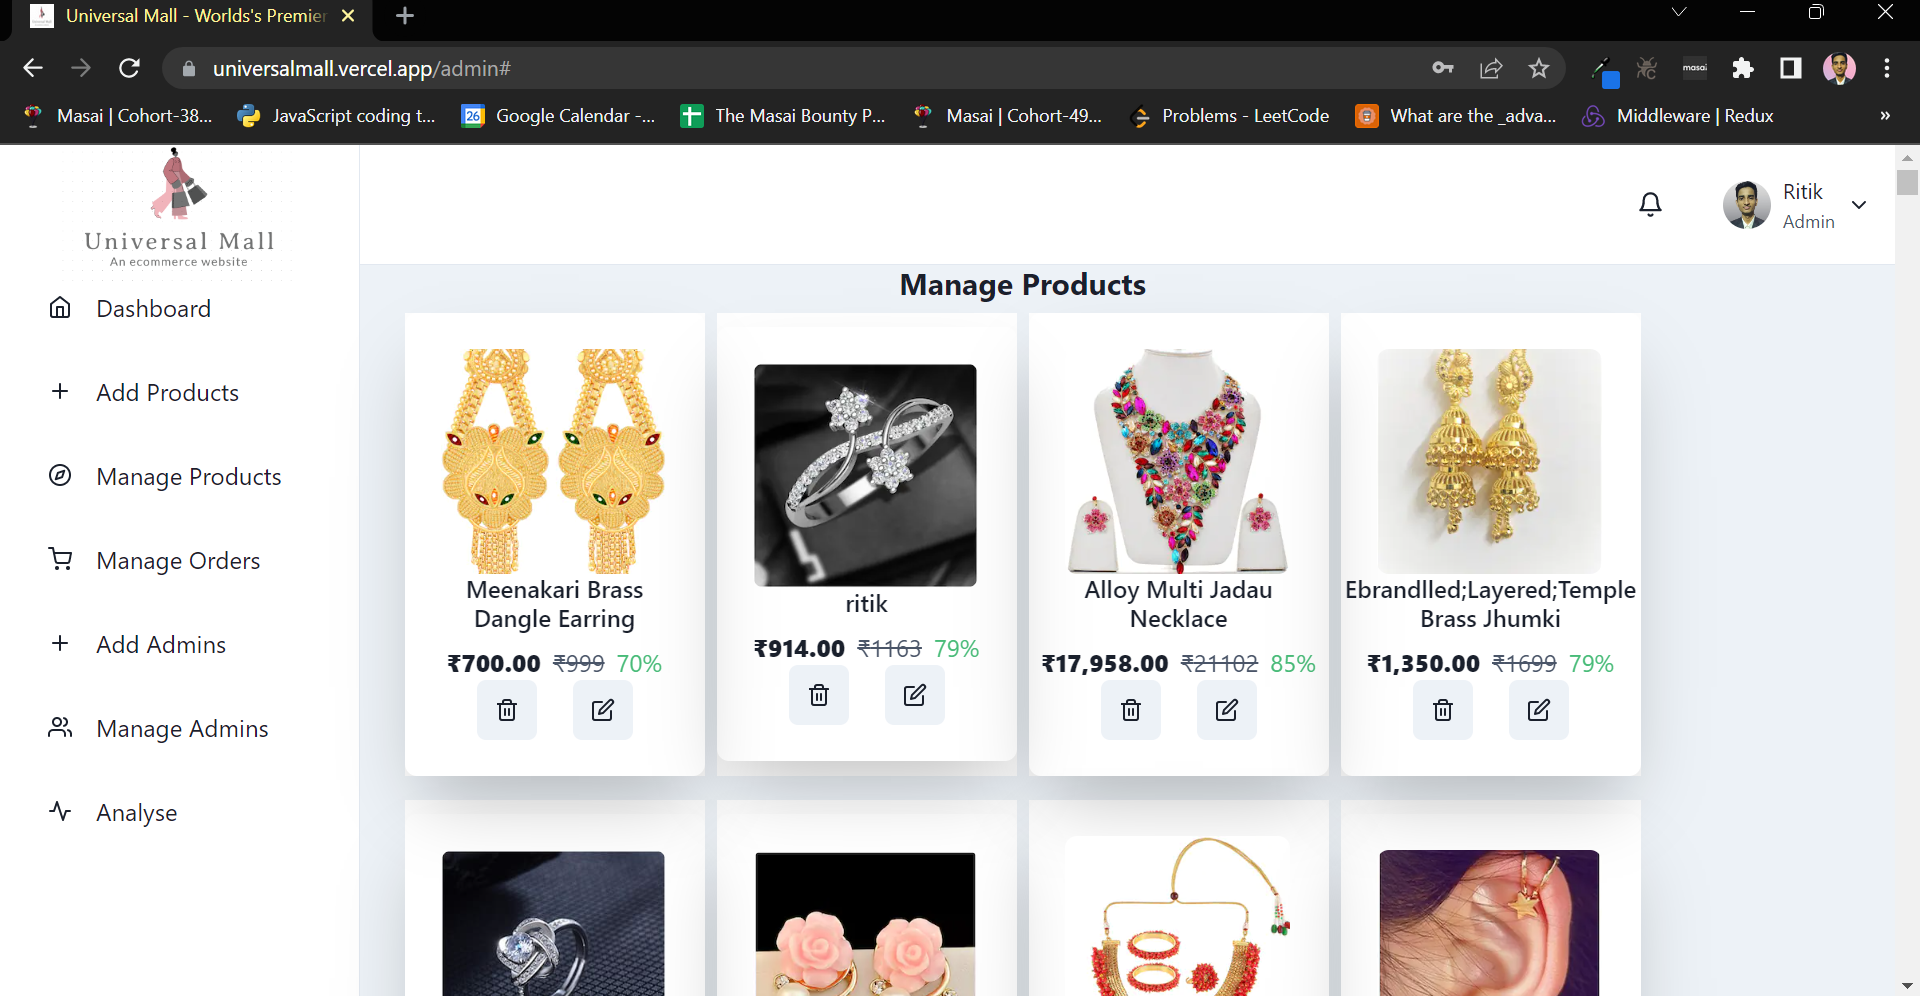 Universal Mall - Worlds's Premier
universalmall.vercel.app/admin#
Masai | Cohort-38...
JavaScript coding t...
26
Google Calendar -...
The Masai Bounty P...
Masai | Cohort-49...
Problems - LeetCode
What are the _adva...
Middleware | Redux
»
masai
Universal Mall
An ecommerce website
Ritik
Admin
Dashboard
Add Products
Manage Products
Manage Orders
Add Admins
Manage Admins
Analyse
Manage Products
Meenakari Brass
Dangle Earring
₹700.00 ₹999 70%
ritik
₹914.00 ₹1163 79%
Alloy Multi Jadau
Necklace
₹17,958.00 ₹21102 85%
Ebrandlled;Layered;Temple
Brass Jhumki
₹1,350.00 ₹1699 79%